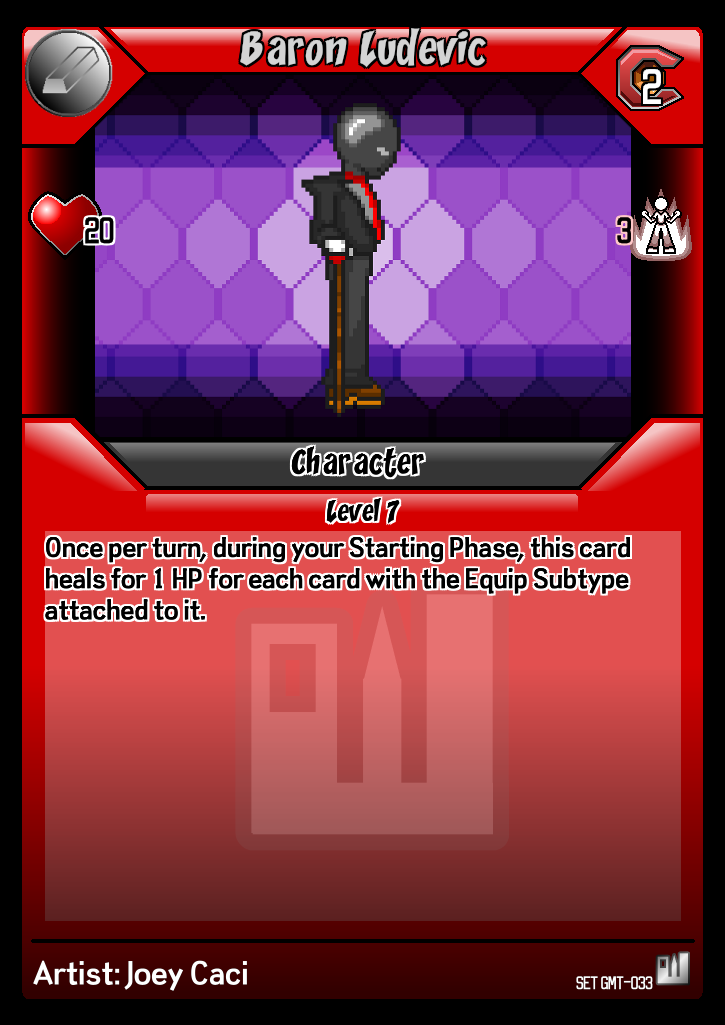 Baron Ludevic
2
20
3
Character
Level 7
Once per turn, during your Starting Phase, this card
heals for 1 HP for each card with the Equip Subtype
attached to it.
Artist: Joey Caci
SET GMT-033